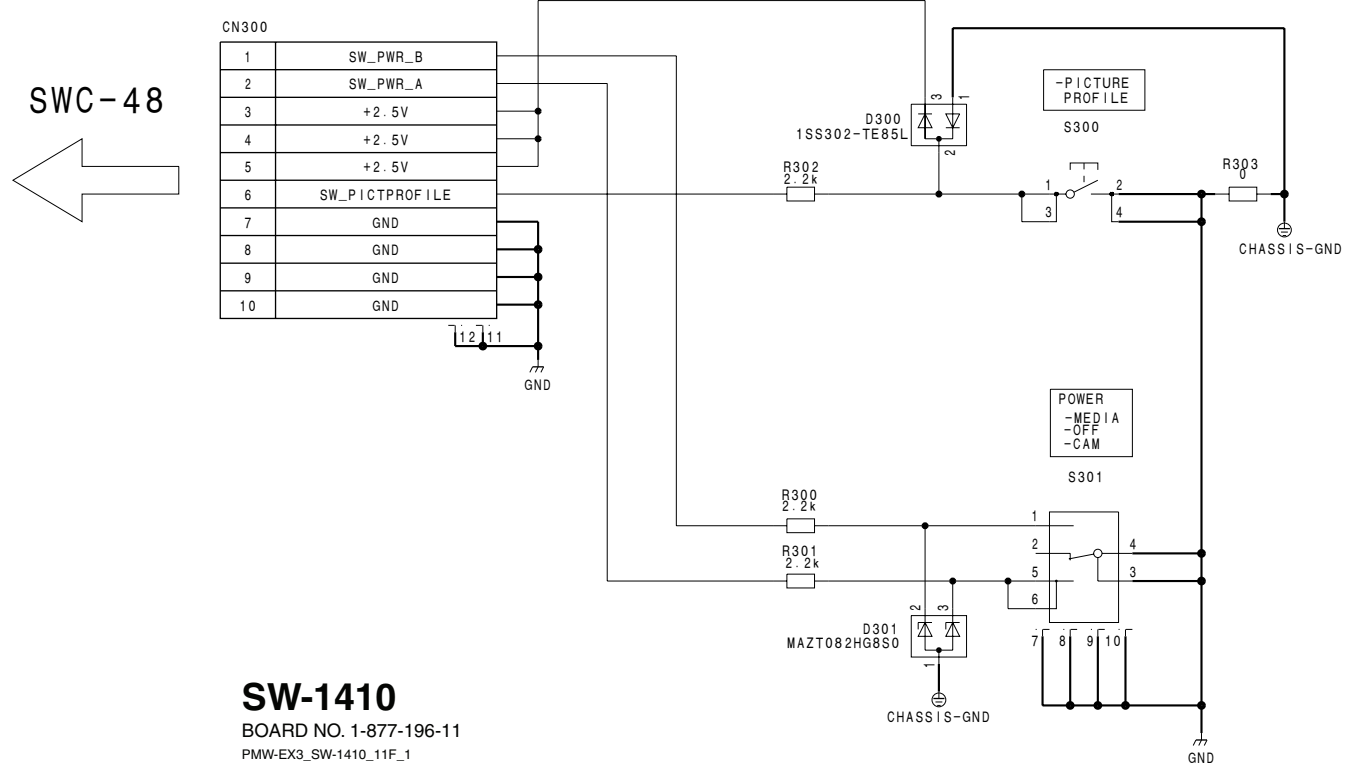 CN300
1 SW_PWR_B
2 SW_PWR_A
3 +2.5V
4 +2.5V
5 +2.5V
6 SW_PICTPROFILE
7 GND
8 GND
9 GND
10 GND
12 11
GND
SWC-48
D300
1SS302-TE85L
3 1
2
-PICTURE
PROFILE
S300
R302
2.2k
1 2
3 4
R303
0
CHASSIS-GND
POWER
-MEDIA
-OFF
-CAM
S301
R300
2.2k
R301
2.2k
1
2 4
5 3
6
7 8 9 10
D301
MAZT082HG8S0
2 3
1
CHASSIS-GND
GND
SW-1410
BOARD NO. 1-877-196-11
PMW-EX3_SW-1410_11F_1